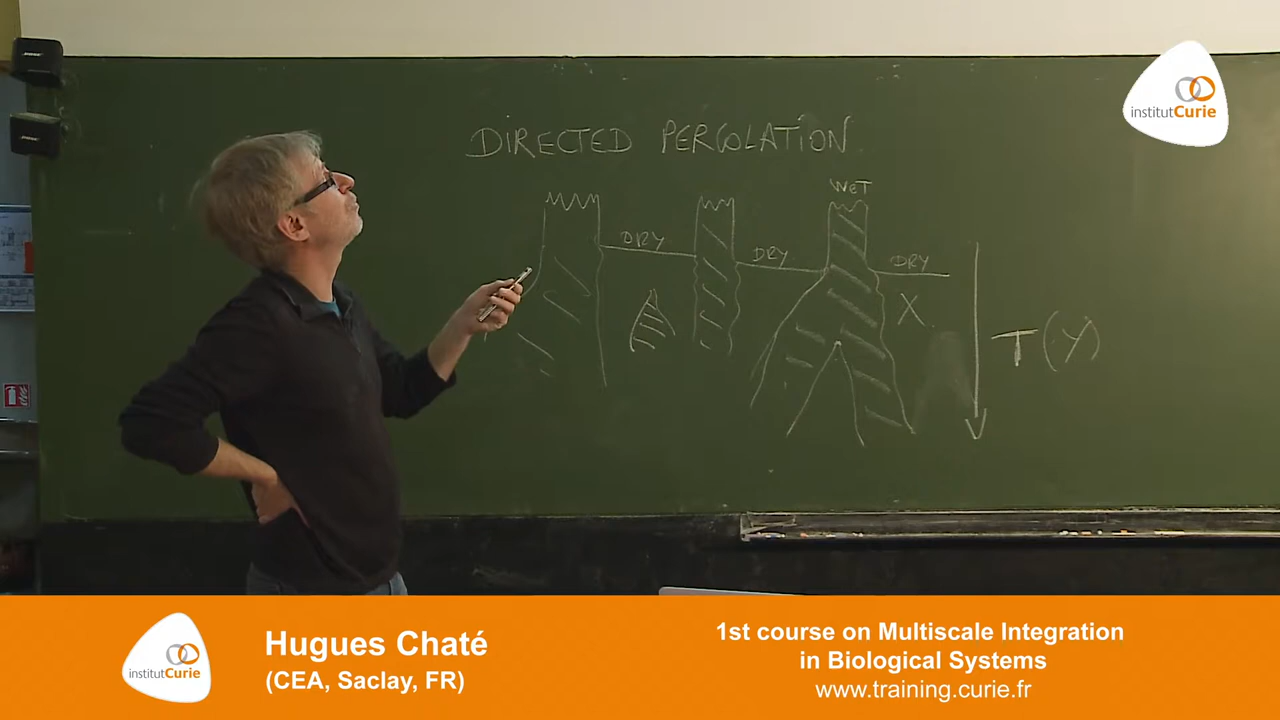 institutCurie
DIRECTED PERCOLATION
WeT
DRY
DRY
DRY
X
T(Y)
institutCurie
Hugues Chaté
(CEA, Saclay, FR)
1st course on Multiscale Integration
in Biological Systems
www.training.curie.fr